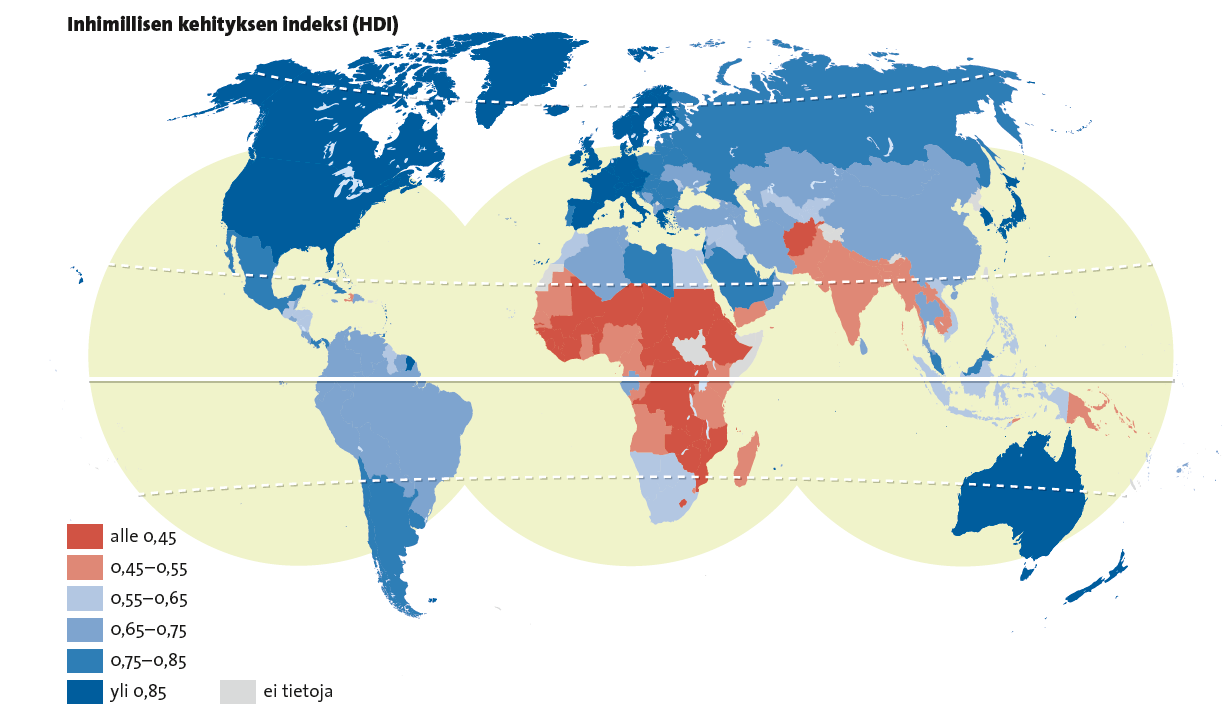 Inhimillisen kehityksen indeksi (HDI)
alle 0,45
0,45–0,55
0,55–0,65
0,65–0,75
0,75–0,85
yli 0,85
ei tietoja